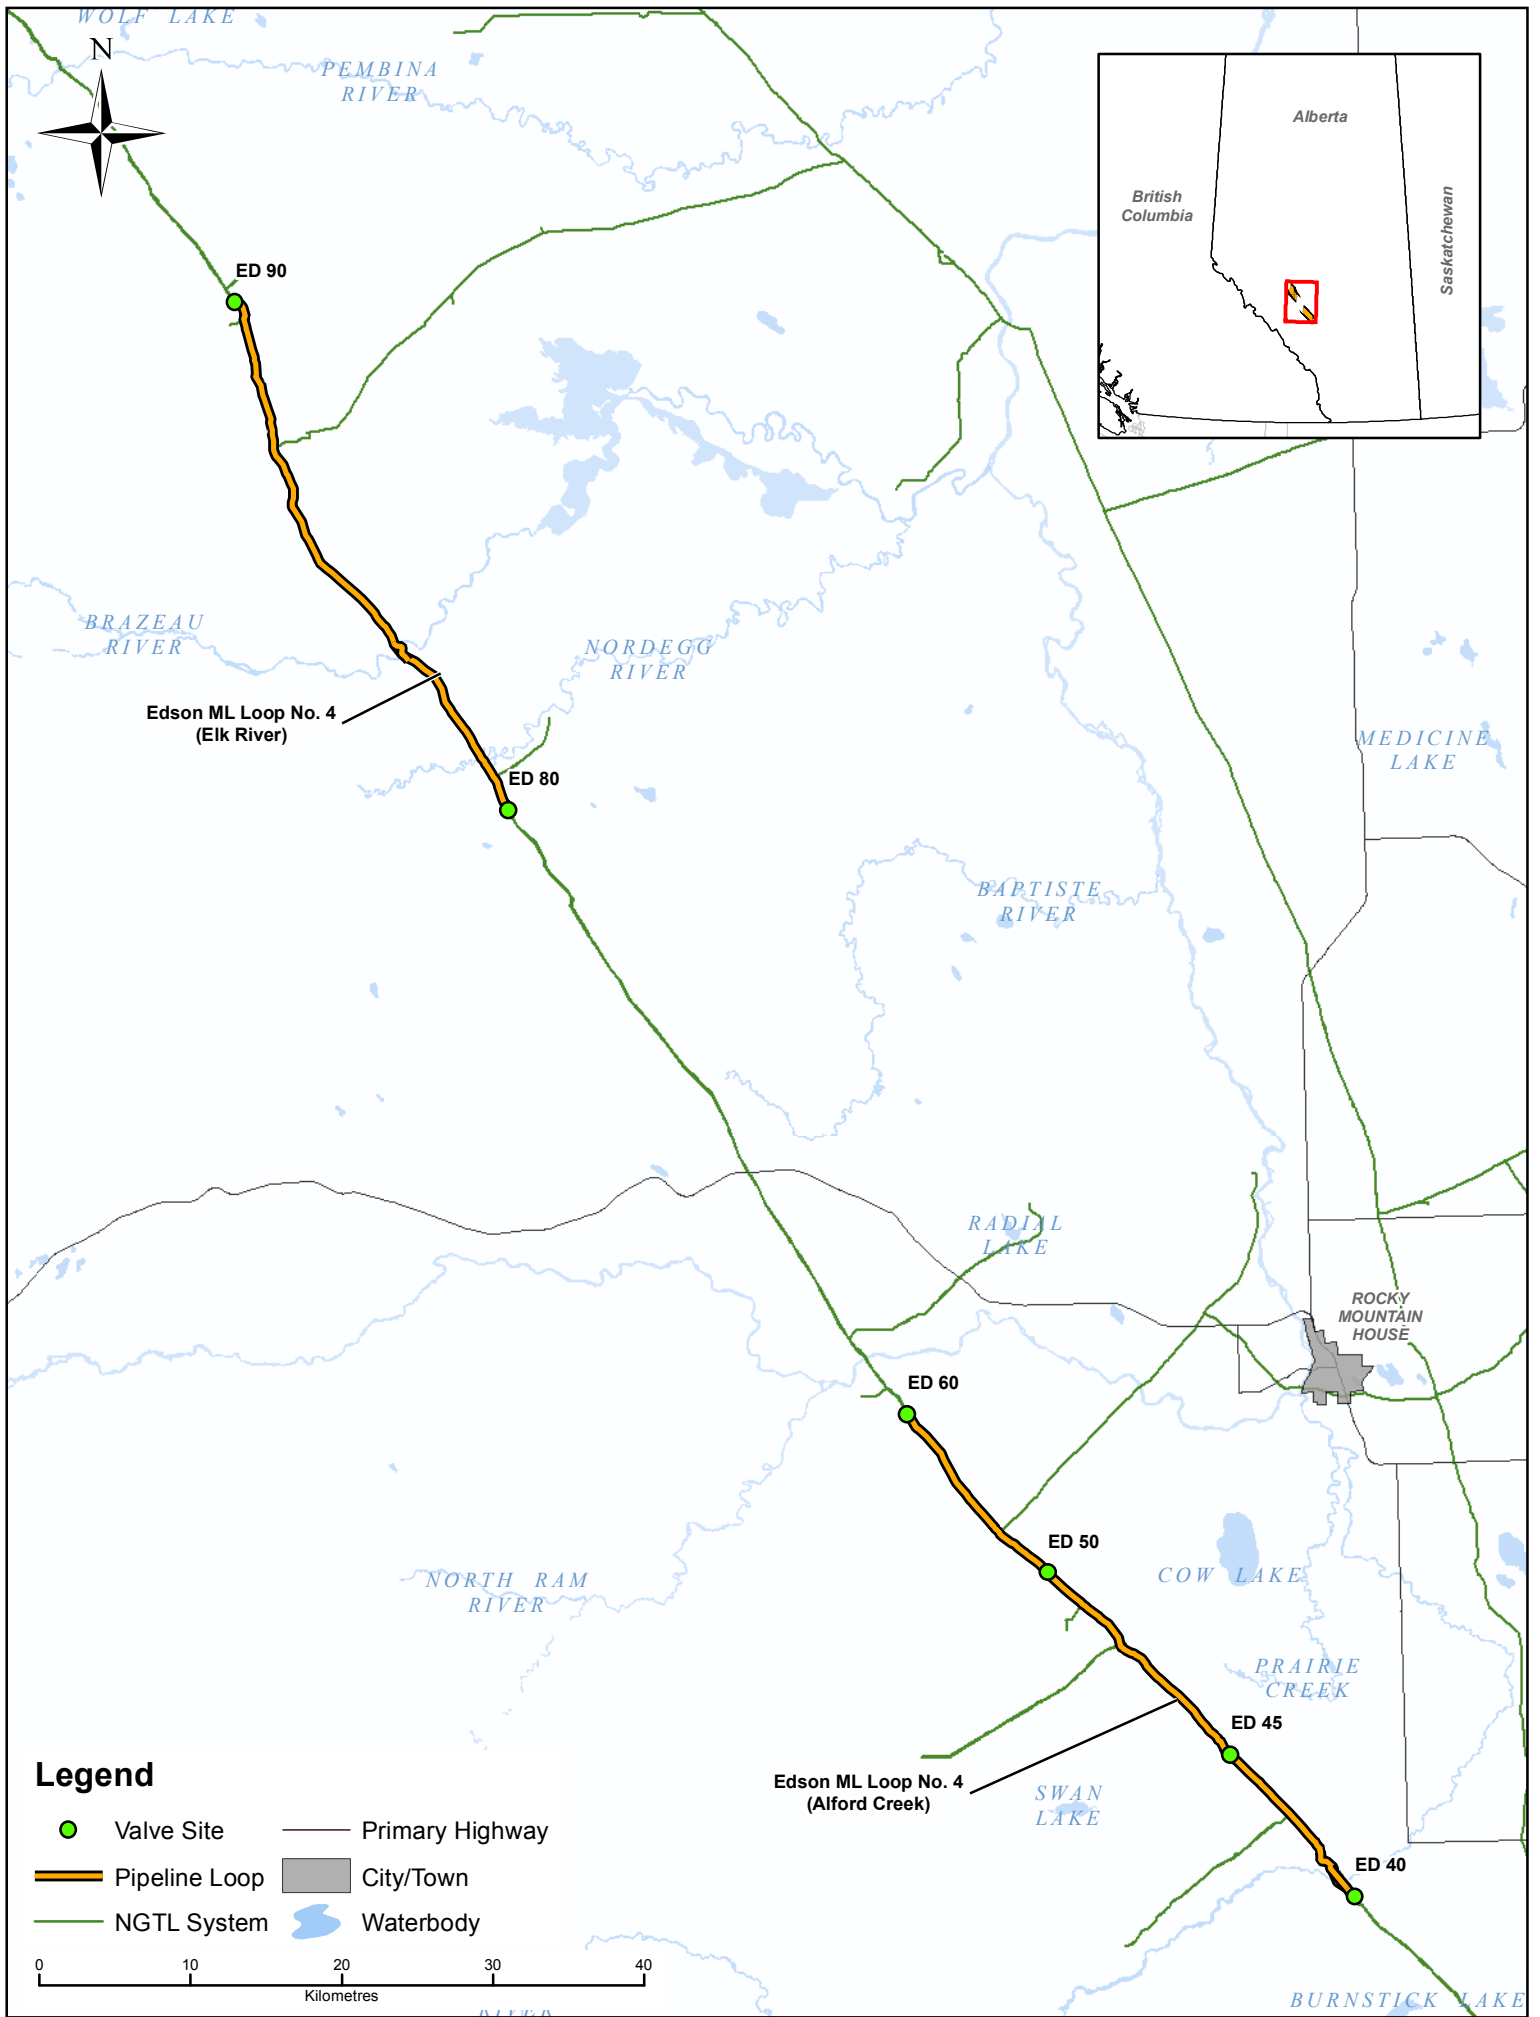 WOLF LAKE
N
PEMBINA
RIVER
Alberta
British
Columbia
Saskatchewan
ED 90
BRAZEAU
RIVER
NORDEGG
RIVER
Edson ML Loop No. 4
(Elk River)
MEDICINE
LAKE
ED 80
BAPTISTE
RIVER
RADIAL
LAKE
ROCKY
MOUNTAIN
HOUSE
ED 60
ED 50
COW LAKE
NORTH RAM
RIVER
PRAIRIE
CREEK
ED 45
Edson ML Loop No. 4
(Alford Creek)
SWAN
LAKE
ED 40
Legend
Valve Site
Primary Highway
Pipeline Loop
City/Town
NGTL System
Waterbody
0 10 20 30 40
Kilometres
BURNSTICK LAKE
RIVER